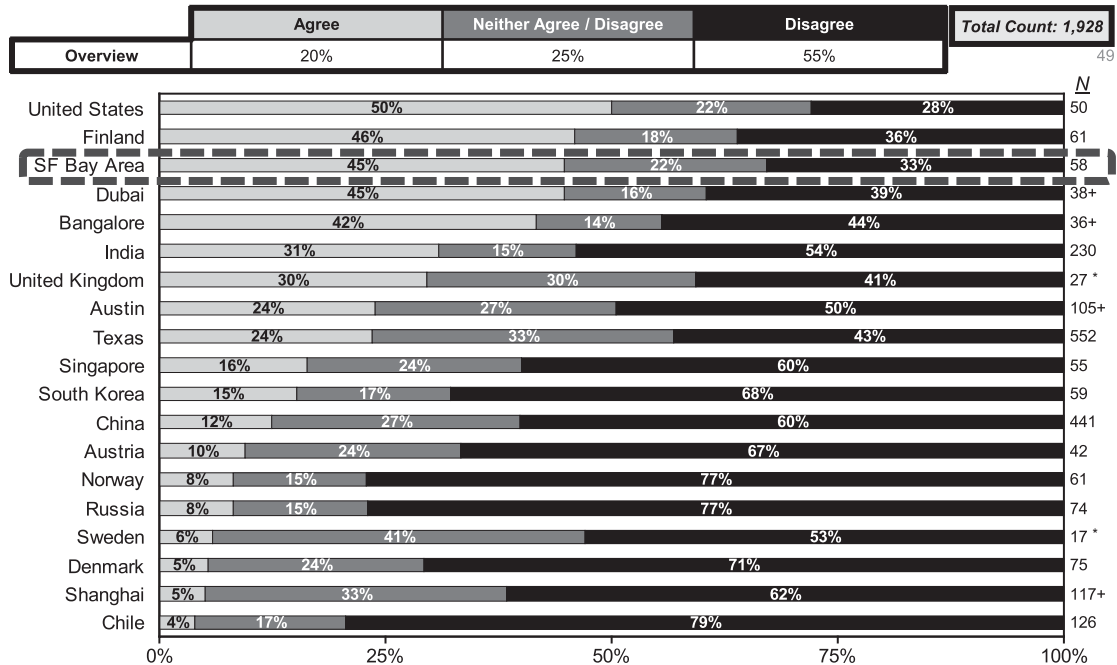 Agree Neither Agree / Disagree Disagree Total Count: 1,928
Overview 20% 25% 55% 49
N
United States 50% 22% 28% 50
Finland 46% 18% 36% 61
SF Bay Area 45% 22% 33% 58
Dubai 45% 16% 39% 38+
Bangalore 42% 14% 44% 36+
India 31% 15% 54% 230
United Kingdom 30% 30% 41% 27 *
Austin 24% 27% 50% 105+
Texas 24% 33% 43% 552
Singapore 16% 24% 60% 55
South Korea 15% 17% 68% 59
China 12% 27% 60% 441
Austria 10% 24% 67% 42
Norway 8% 15% 77% 61
Russia 8% 15% 77% 74
Sweden 6% 41% 53% 17 *
Denmark 5% 24% 71% 75
Shanghai 5% 33% 62% 117+
Chile 4% 17% 79% 126
0% 25% 50% 75% 100%